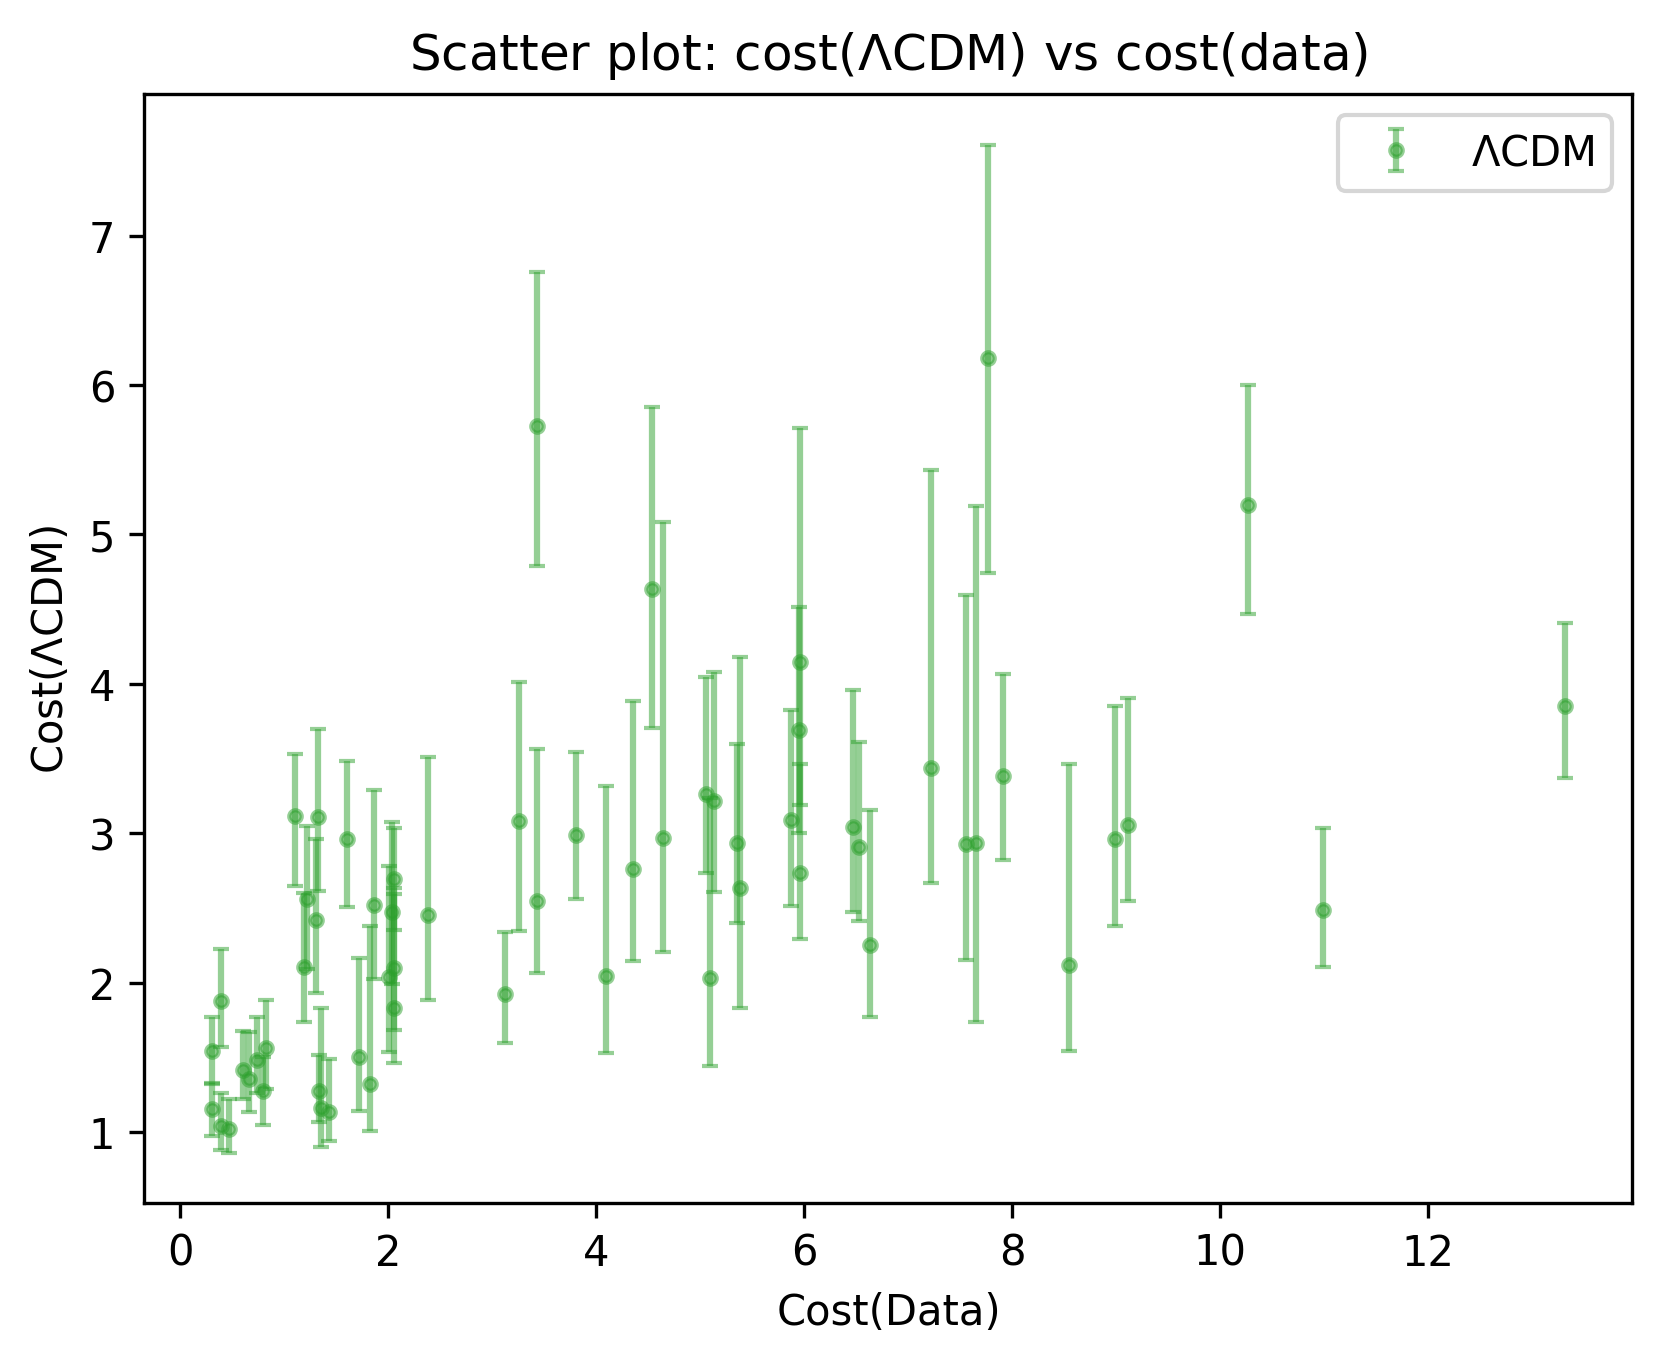 Scatter plot: cost(ΛCDM) vs cost(data)
ΛCDM
Cost(ΛCDM)
7
6
5
4
3
2
1
0 2 4 6 8 10 12
Cost(Data)